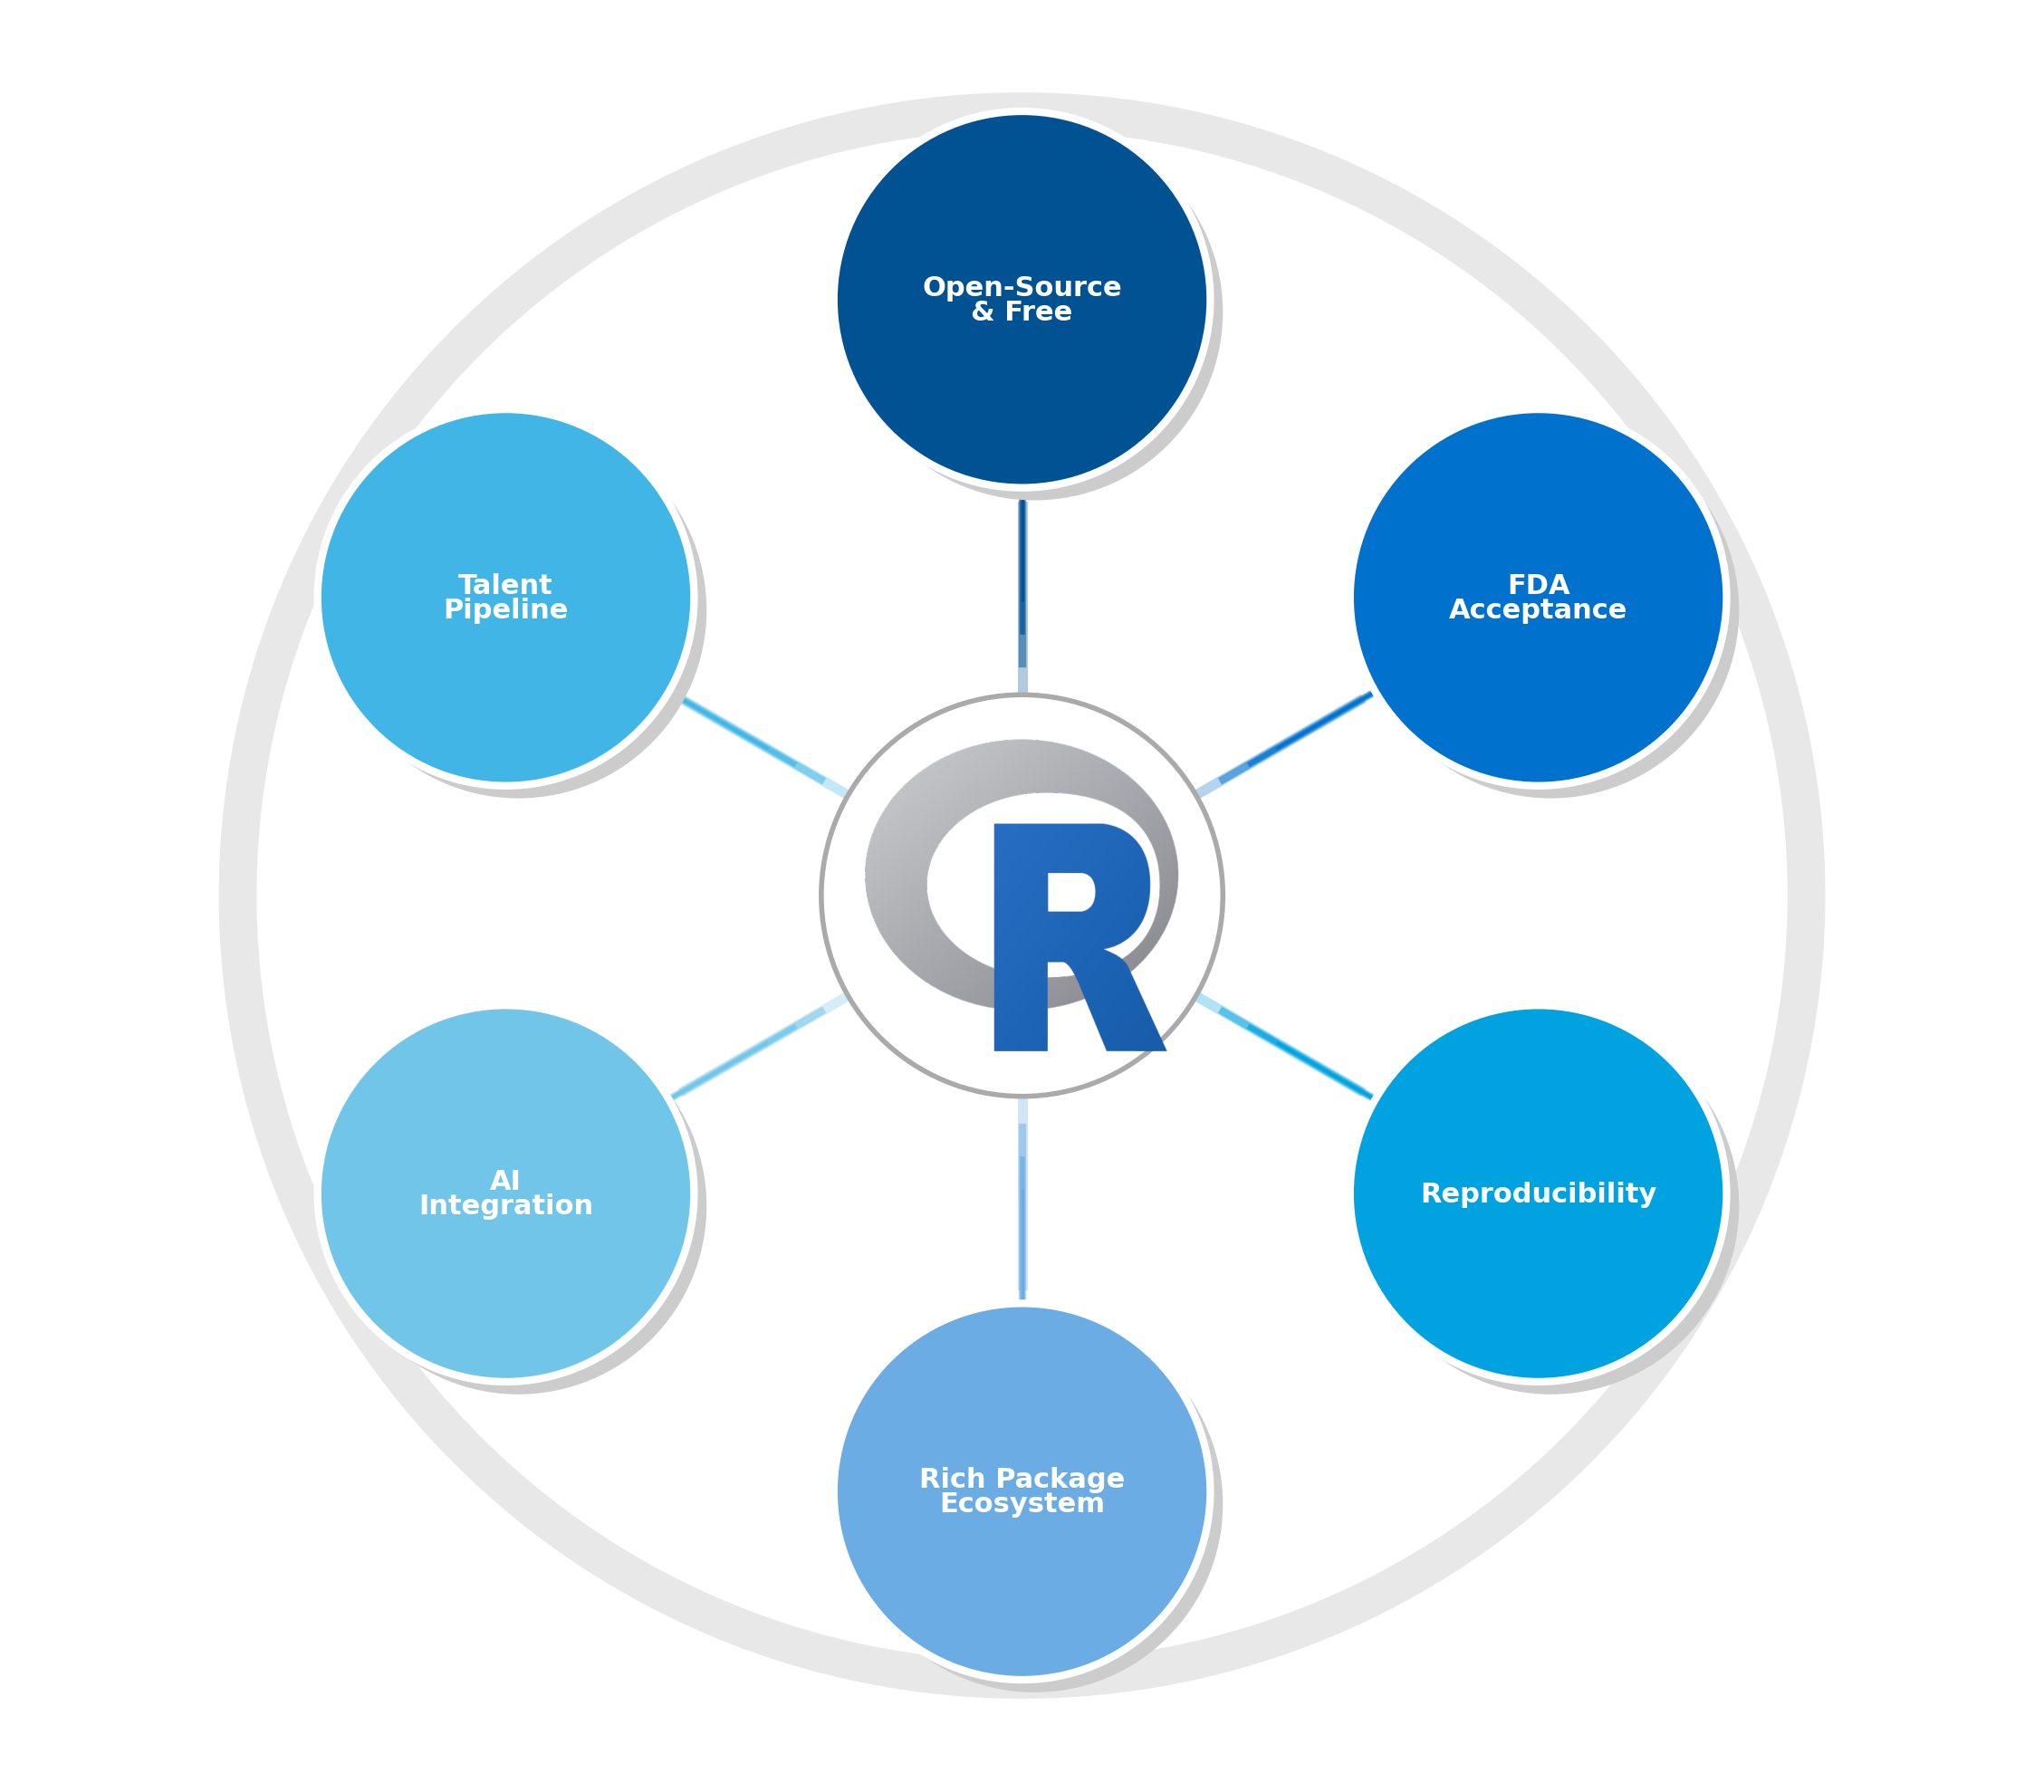 Open-Source
& Free
Talent
Pipeline
FDA
Acceptance
R
AI
Integration
Reproducibility
Rich Package
Ecosystem